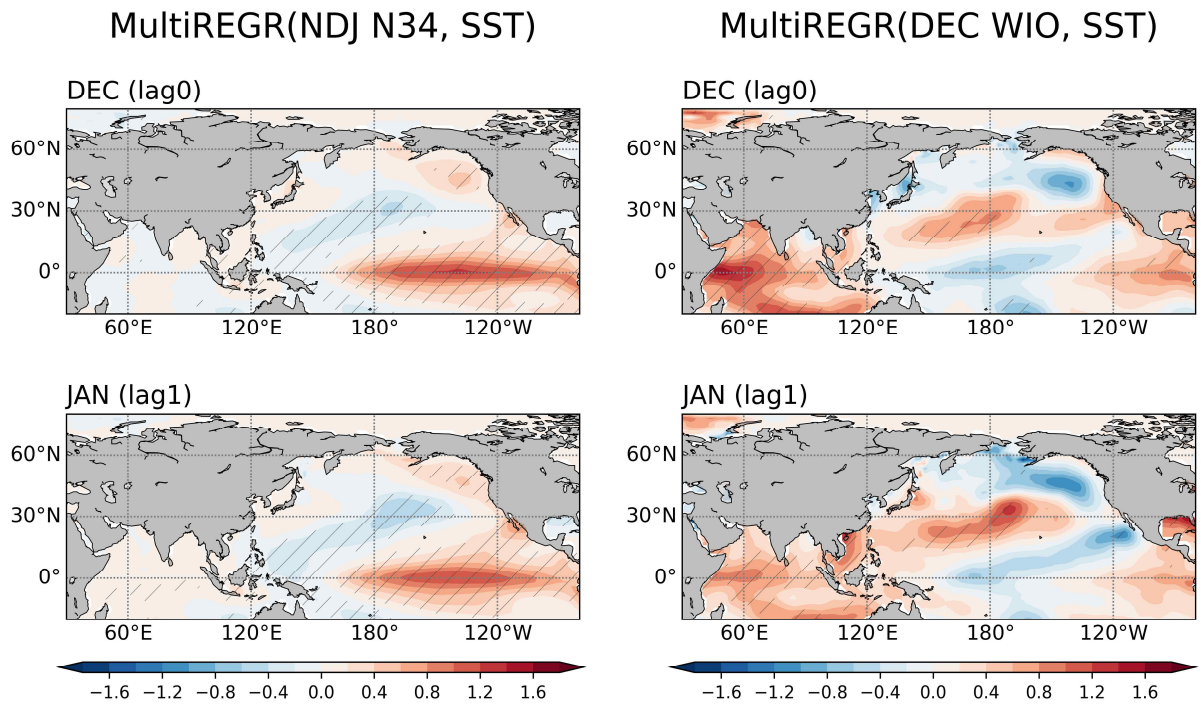 MultiREGR(NDJ N34, SST)
MultiREGR(DEC WIO, SST)
DEC (lag0)
60°N
30°N
0°
60°E 120°E 180° 120°W
DEC (lag0)
60°N
30°N
0°
60°E 120°E 180° 120°W
JAN (lag1)
60°N
30°N
0°
60°E 120°E 180° 120°W
JAN (lag1)
60°N
30°N
0°
60°E 120°E 180° 120°W
−1.6 −1.2 −0.8 −0.4 0.0 0.4 0.8 1.2 1.6
−1.6 −1.2 −0.8 −0.4 0.0 0.4 0.8 1.2 1.6